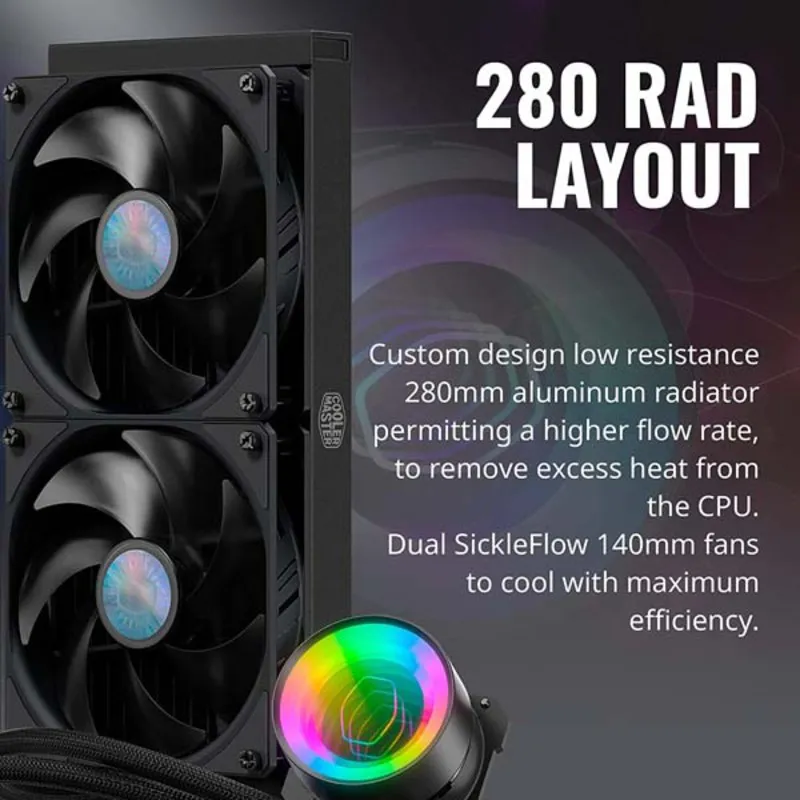 280 RAD
LAYOUT
Custom design low resistance
280mm aluminum radiator
permitting a higher flow rate,
to remove excess heat from
the CPU.
Dual SickleFlow 140mm fans
to cool with maximum
efficiency.
COOLER
MASTER